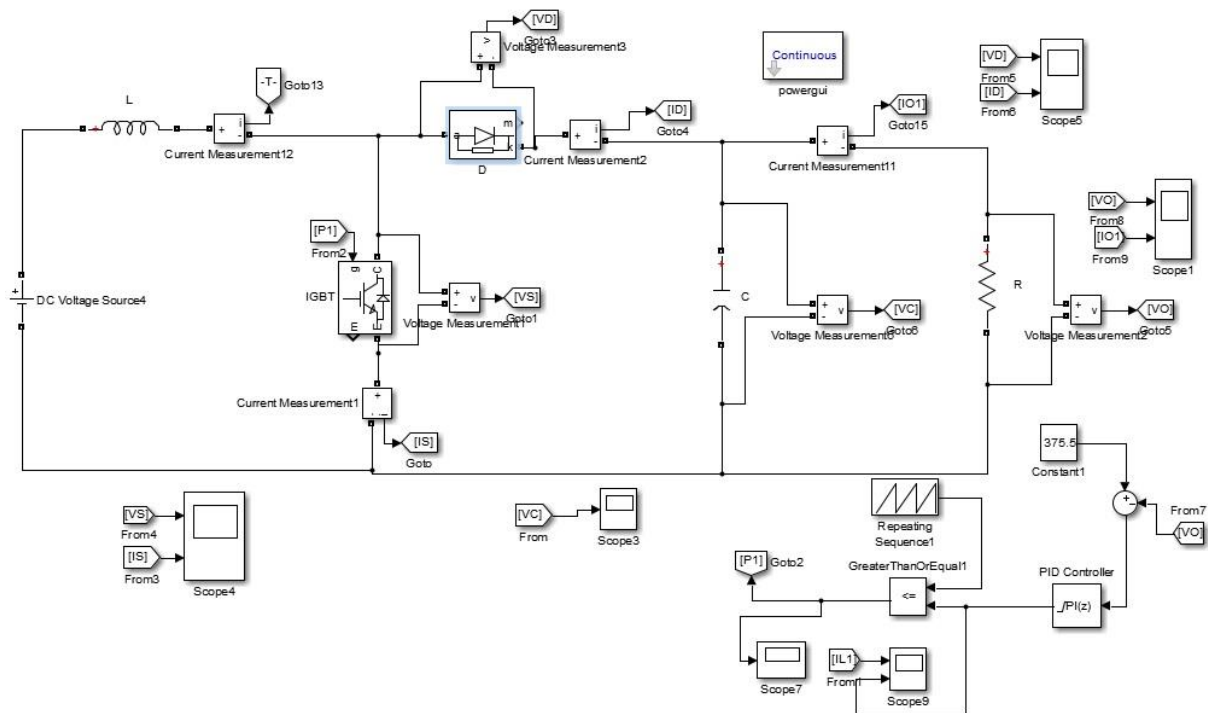 [VD]
Goto3
v
+ -
Voltage Measurement3
Continuous
powergui
[VD]
From5
[ID]
From6
Scope5
L
-T-
Goto13
+ i
-
Current Measurement12
a m
k
D
[ID]
Goto4
+ i
-
Current Measurement2
[IO1]
Goto15
+ i
-
Current Measurement11
[VO]
From8
[IO1]
From9
Scope1
[P1]
From2
g C
E
IGBT
+
- v
Voltage Measurement1
[VS]
Goto1
+
DC Voltage Source4
C
+
- v
Voltage Measurement6
[VC]
Goto6
R
+
- v
Voltage Measurement2
[VO]
Goto5
Current Measurement1
+
- i
[IS]
Goto
375.5
Constant1
[VS]
From4
[IS]
From3
Scope4
[VC]
From
Scope3
Repeating
Sequence1
+
-
From7
[VO]
[P1]
Goto2
GreaterThanOrEqual1
<=
PID Controller
PI(z)
Scope7
[IL1]
From1
Scope9